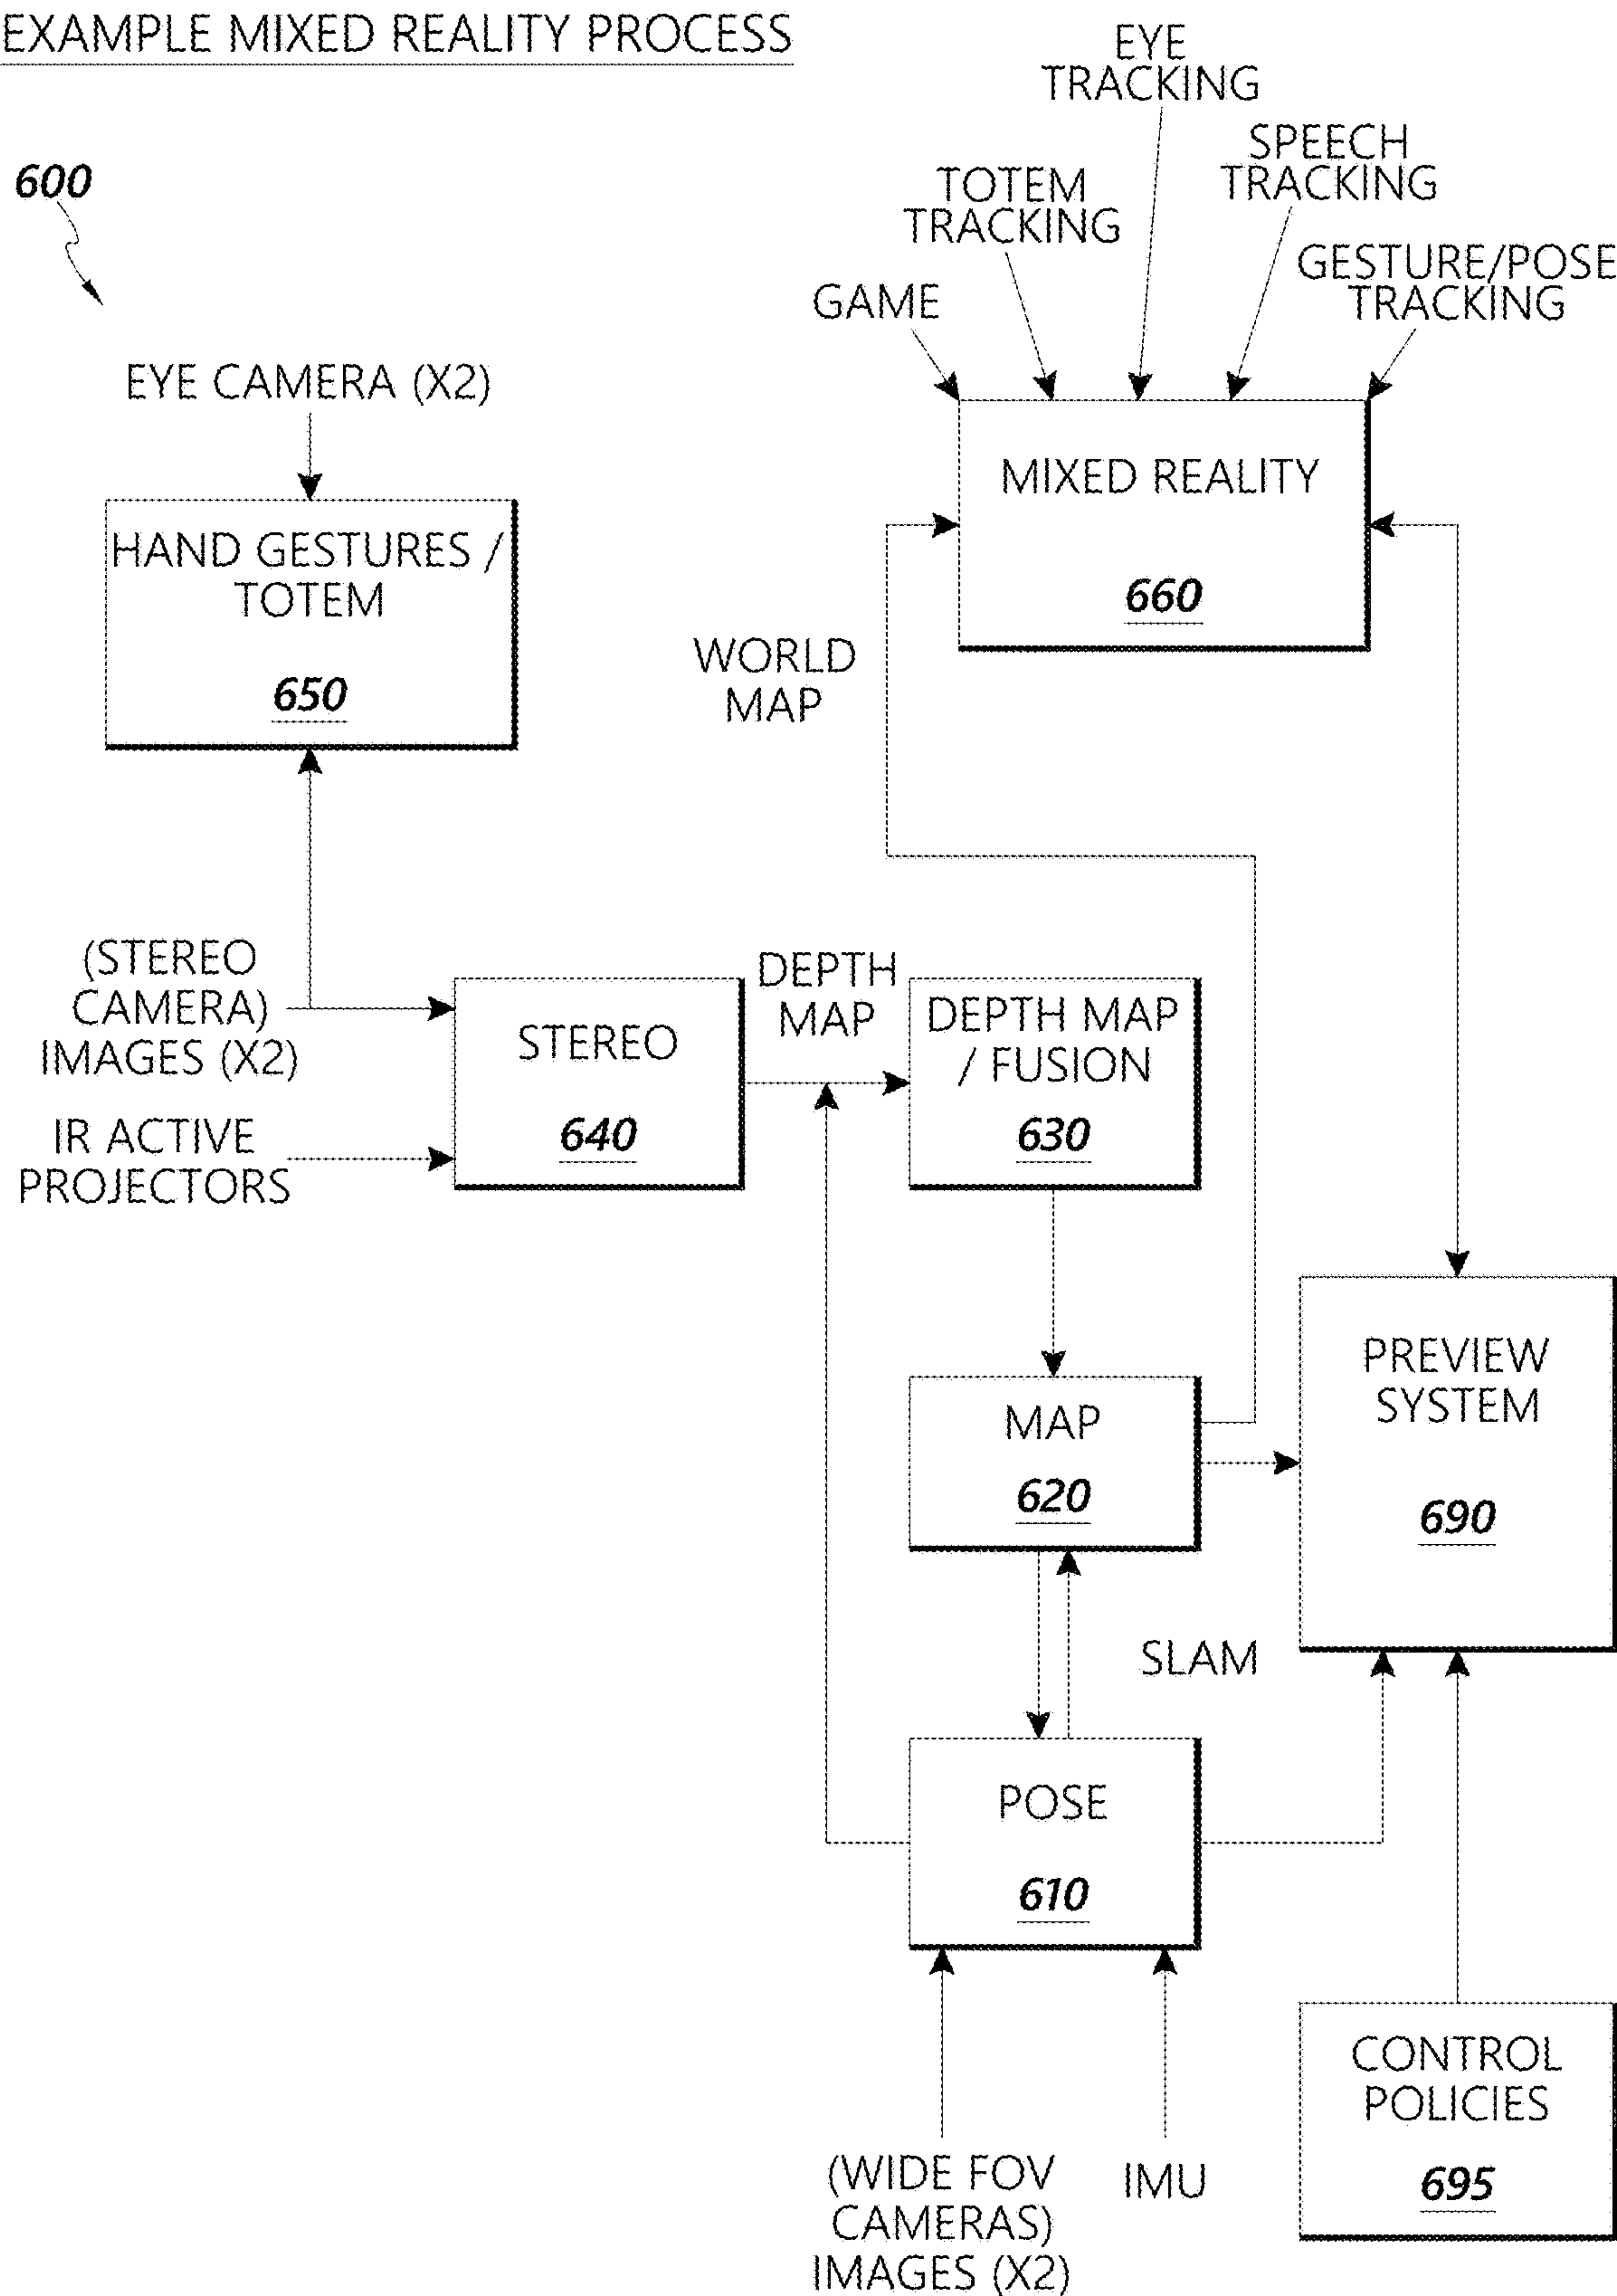 EXAMPLE MIXED REALITY PROCESS
600
EYE
TRACKING
SPEECH
TRACKING
TOTEM
TRACKING
GESTURE/POSE
TRACKING
GAME
EYE CAMERA (X2)
MIXED REALITY
660
HAND GESTURES /
TOTEM
650
WORLD
MAP
(STEREO
CAMERA)
IMAGES (X2)
IR ACTIVE
PROJECTORS
STEREO
640
DEPTH
MAP
DEPTH MAP
/ FUSION
630
MAP
620
PREVIEW
SYSTEM
690
SLAM
POSE
610
(WIDE FOV
CAMERAS)
IMAGES (X2)
IMU
CONTROL
POLICIES
695